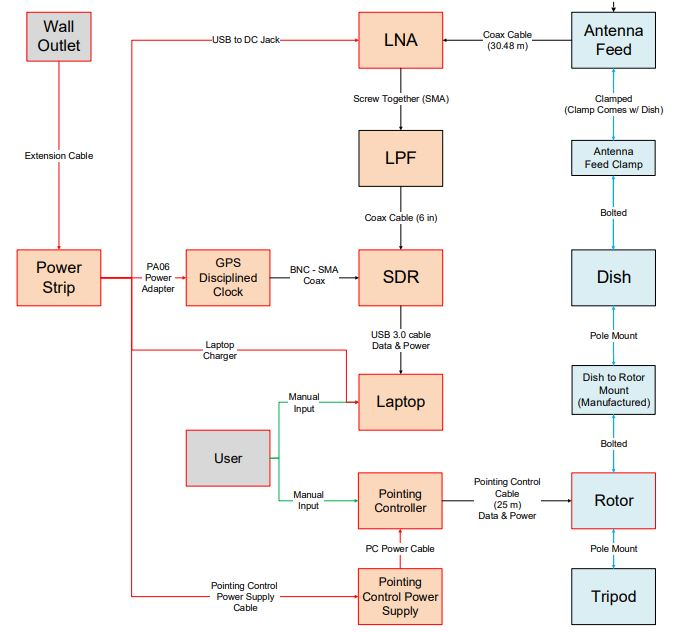 Wall
Outlet
USB to DC Jack
LNA
Coax Cable
(30.48 m)
Antenna
Feed
Screw Together (SMA)
Clamped
(Clamp Comes w/ Dish)
Extension Cable
LPF
Antenna
Feed Clamp
Coax Cable (6 in)
Bolted
Power
Strip
PA06
Power
Adapter
GPS
Disciplined
Clock
BNC - SMA
Coax
SDR
Dish
USB 3.0 cable
Data & Power
Pole Mount
Laptop
Charger
Dish to Rotor
Mount
(Manufactured)
Manual
Input
Laptop
Bolted
User
Manual
Input
Pointing
Controller
Pointing Control
Cable
(25 m)
Data & Power
Rotor
PC Power Cable
Pole Mount
Pointing Control
Power Supply
Cable
Pointing
Control Power
Supply
Tripod